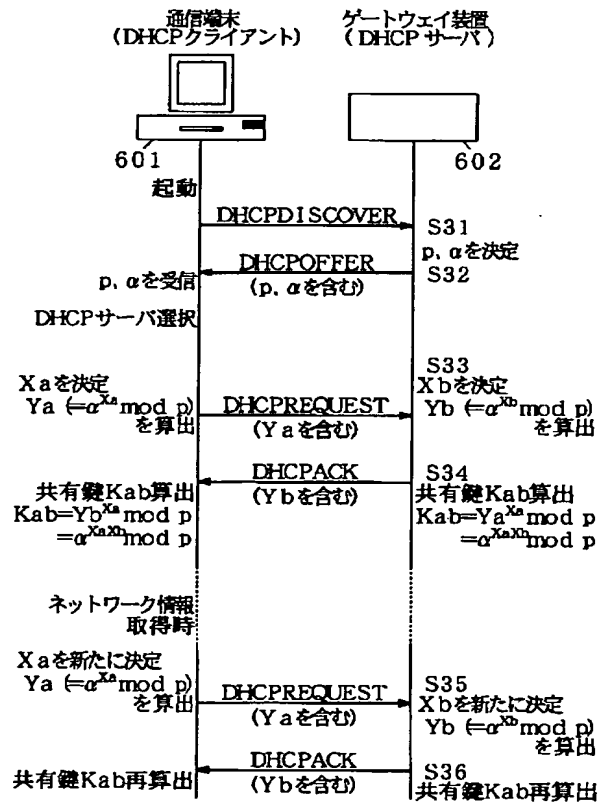 通信端末
(DHCPクライアント)
ゲートウェイ装置
(DHCPサーバ)
601
602
起動
DHCPDISCOVER
S31
p, αを決定
DHCPOFFER
S32
p, αを受信
(p, αを含む)
DHCPサーバ選択
S33
Xaを決定
Xbを決定
Ya (=α^Xa mod p)
DHCPREQUEST
Yb (=α^Xb mod p)
を算出
(Yaを含む)
を算出
DHCPACK
S34
共有鍵Kab算出
(Ybを含む)
共有鍵Kab算出
Kab=Yb^Xa mod p
Kab=Ya^Xa mod p
=α^XaXb mod p
=α^XaXb mod p
ネットワーク情報
取得時
Xaを新たに決定
Ya (=α^Xa mod p)
DHCPREQUEST
S35
を算出
(Yaを含む)
Xbを新たに決定
Yb (=α^Xb mod p)
を算出
DHCPACK
S36
共有鍵Kab再算出
(Ybを含む)
共有鍵Kab再算出